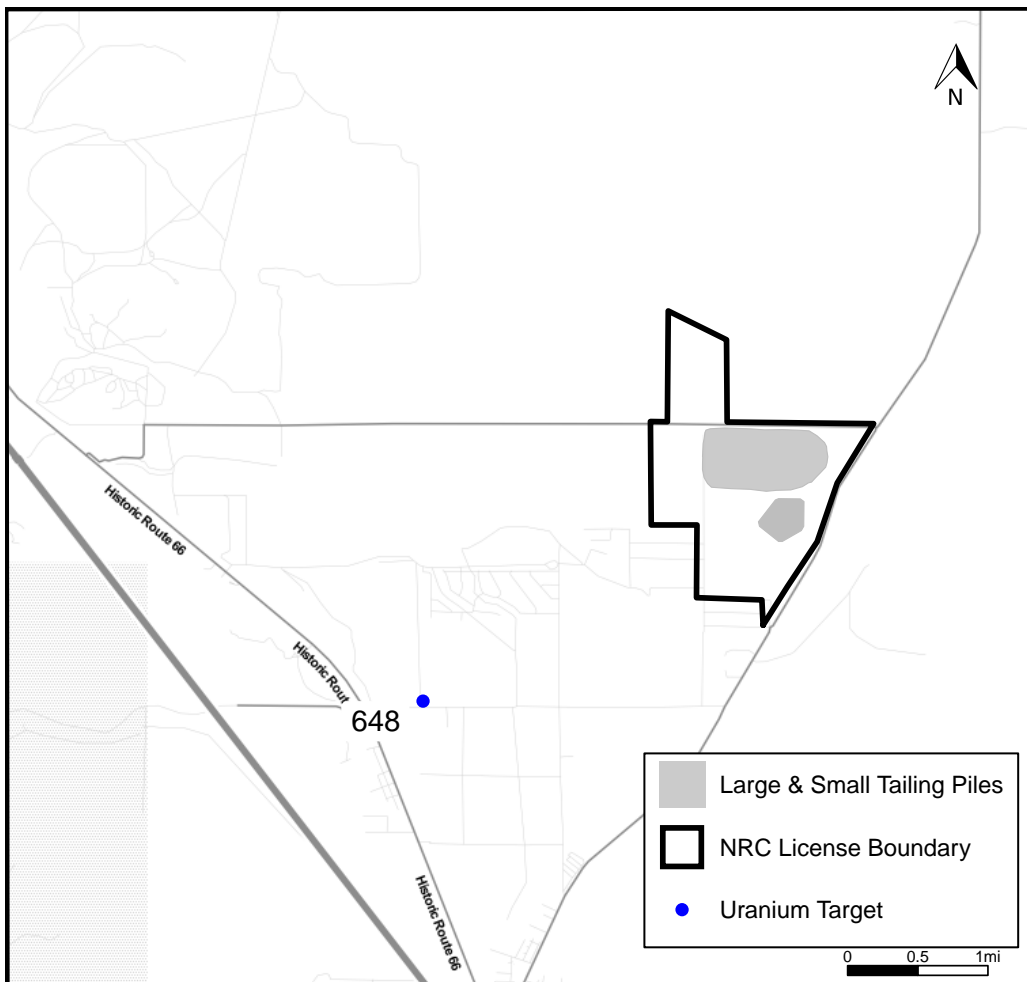 N
Historic Route 66
Historic Rout
648
Historic Route 66
Large & Small Tailing Piles
NRC License Boundary
Uranium Target
0 0.5 1mi